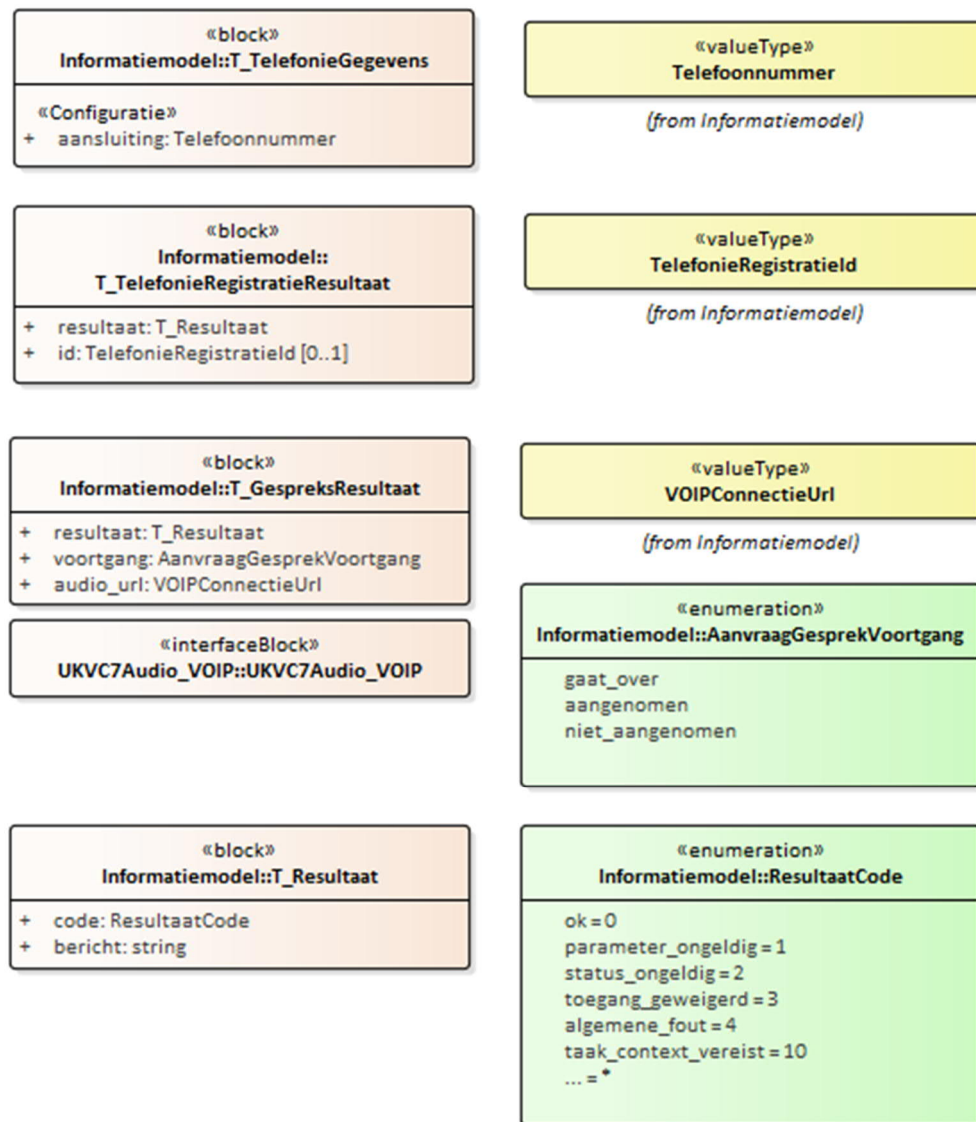 «block»
Informatiemodel::T_TelefonieGegevens
«Configuratie»
+ aansluiting: Telefoonnummer
«valueType»
Telefoonnummer
(from Informatiemodel)
«block»
Informatiemodel::
T_TelefonieRegistratieResultaat
+ resultaat: T_Resultaat
+ id: TelefonieRegistratieId [0..1]
«valueType»
TelefonieRegistratieId
(from Informatiemodel)
«block»
Informatiemodel::T_GespreksResultaat
+ resultaat: T_Resultaat
+ voortgang: AanvraagGesprekVoortgang
+ audio_url: VOIPConnectieUrl
«valueType»
VOIPConnectieUrl
(from Informatiemodel)
«interfaceBlock»
UKVC7Audio_VOIP::UKVC7Audio_VOIP
«enumeration»
Informatiemodel::AanvraagGesprekVoortgang
gaat_over
aangenomen
niet_aangenomen
«block»
Informatiemodel::T_Resultaat
+ code: ResultaatCode
+ bericht: string
«enumeration»
Informatiemodel::ResultaatCode
ok = 0
parameter_ongeldig = 1
status_ongeldig = 2
toegang_geweigerd = 3
algemene_fout = 4
taak_context_vereist = 10
... = *